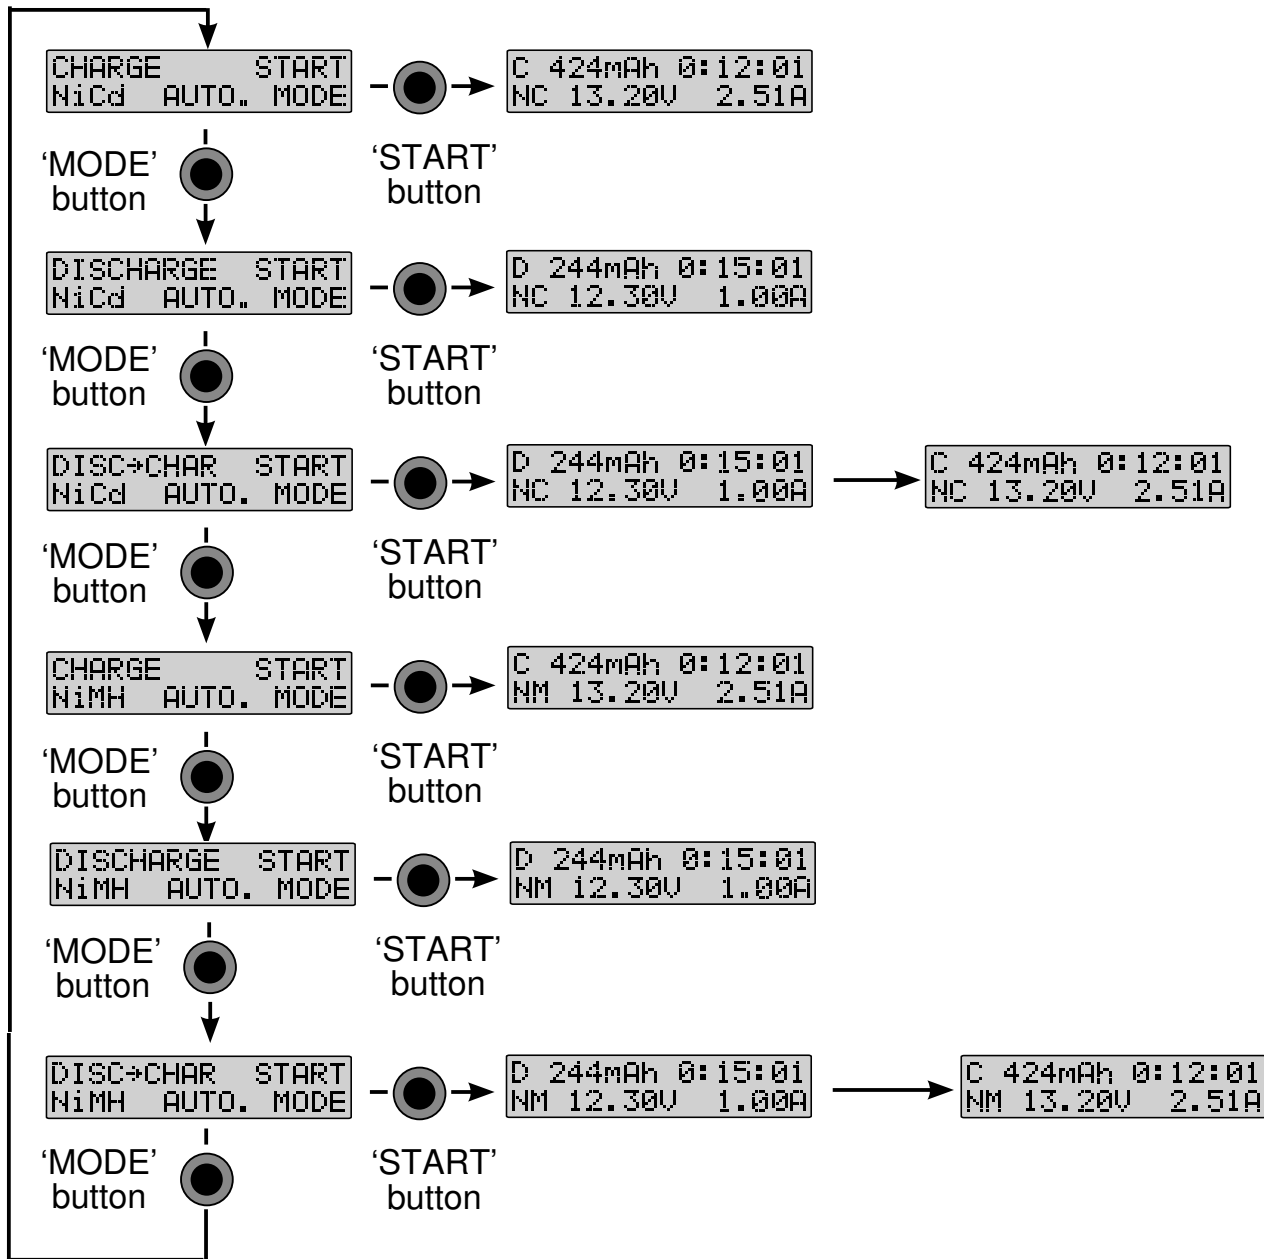 CHARGE START
NiCd AUTO. MODE
C 424mAh 0:12:01
NC 13.20V 2.51A
‘MODE’
button
‘START’
button
DISCHARGE START
NiCd AUTO. MODE
D 244mAh 0:15:01
NC 12.30V 1.00A
‘MODE’
button
‘START’
button
DISC→CHAR START
NiCd AUTO. MODE
D 244mAh 0:15:01
NC 12.30V 1.00A
C 424mAh 0:12:01
NC 13.20V 2.51A
‘MODE’
button
‘START’
button
CHARGE START
NiMH AUTO. MODE
C 424mAh 0:12:01
NM 13.20V 2.51A
‘MODE’
button
‘START’
button
DISCHARGE START
NiMH AUTO. MODE
D 244mAh 0:15:01
NM 12.30V 1.00A
‘MODE’
button
‘START’
button
DISC→CHAR START
NiMH AUTO. MODE
D 244mAh 0:15:01
NM 12.30V 1.00A
C 424mAh 0:12:01
NM 13.20V 2.51A
‘MODE’
button
‘START’
button